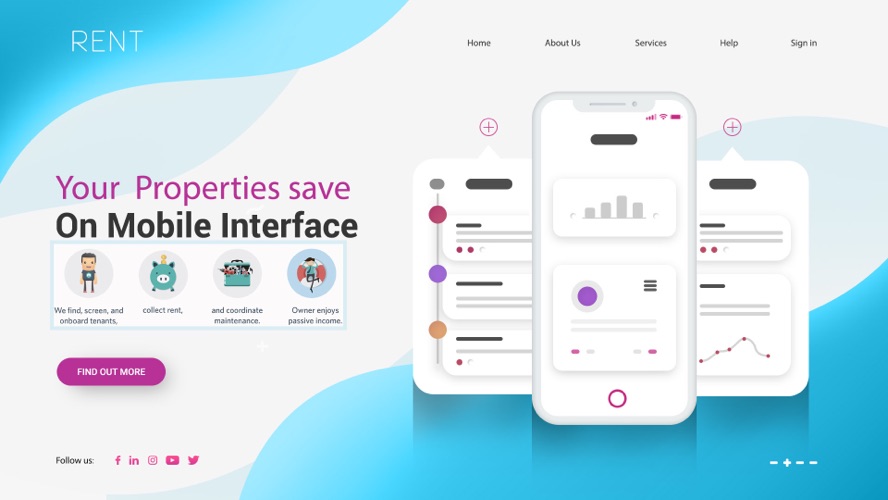 RENT
Home
About Us
Services
Help
Sign in
Your Properties save
On Mobile Interface
We find, screen, and
onboard tenants,
collect rent,
and coordinate
maintenance.
Owner enjoys
passive income.
FIND OUT MORE
Follow us: